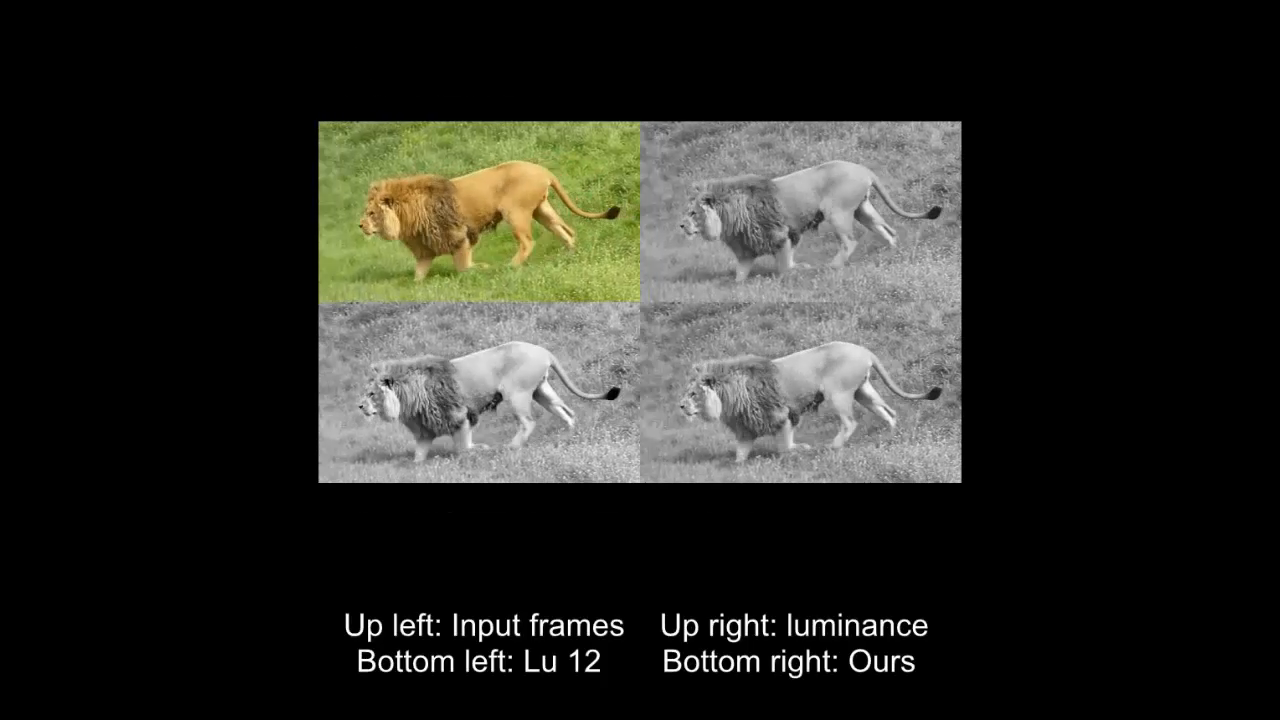 Up left: Input frames    Up right: luminance
Bottom left: Lu 12    Bottom right: Ours